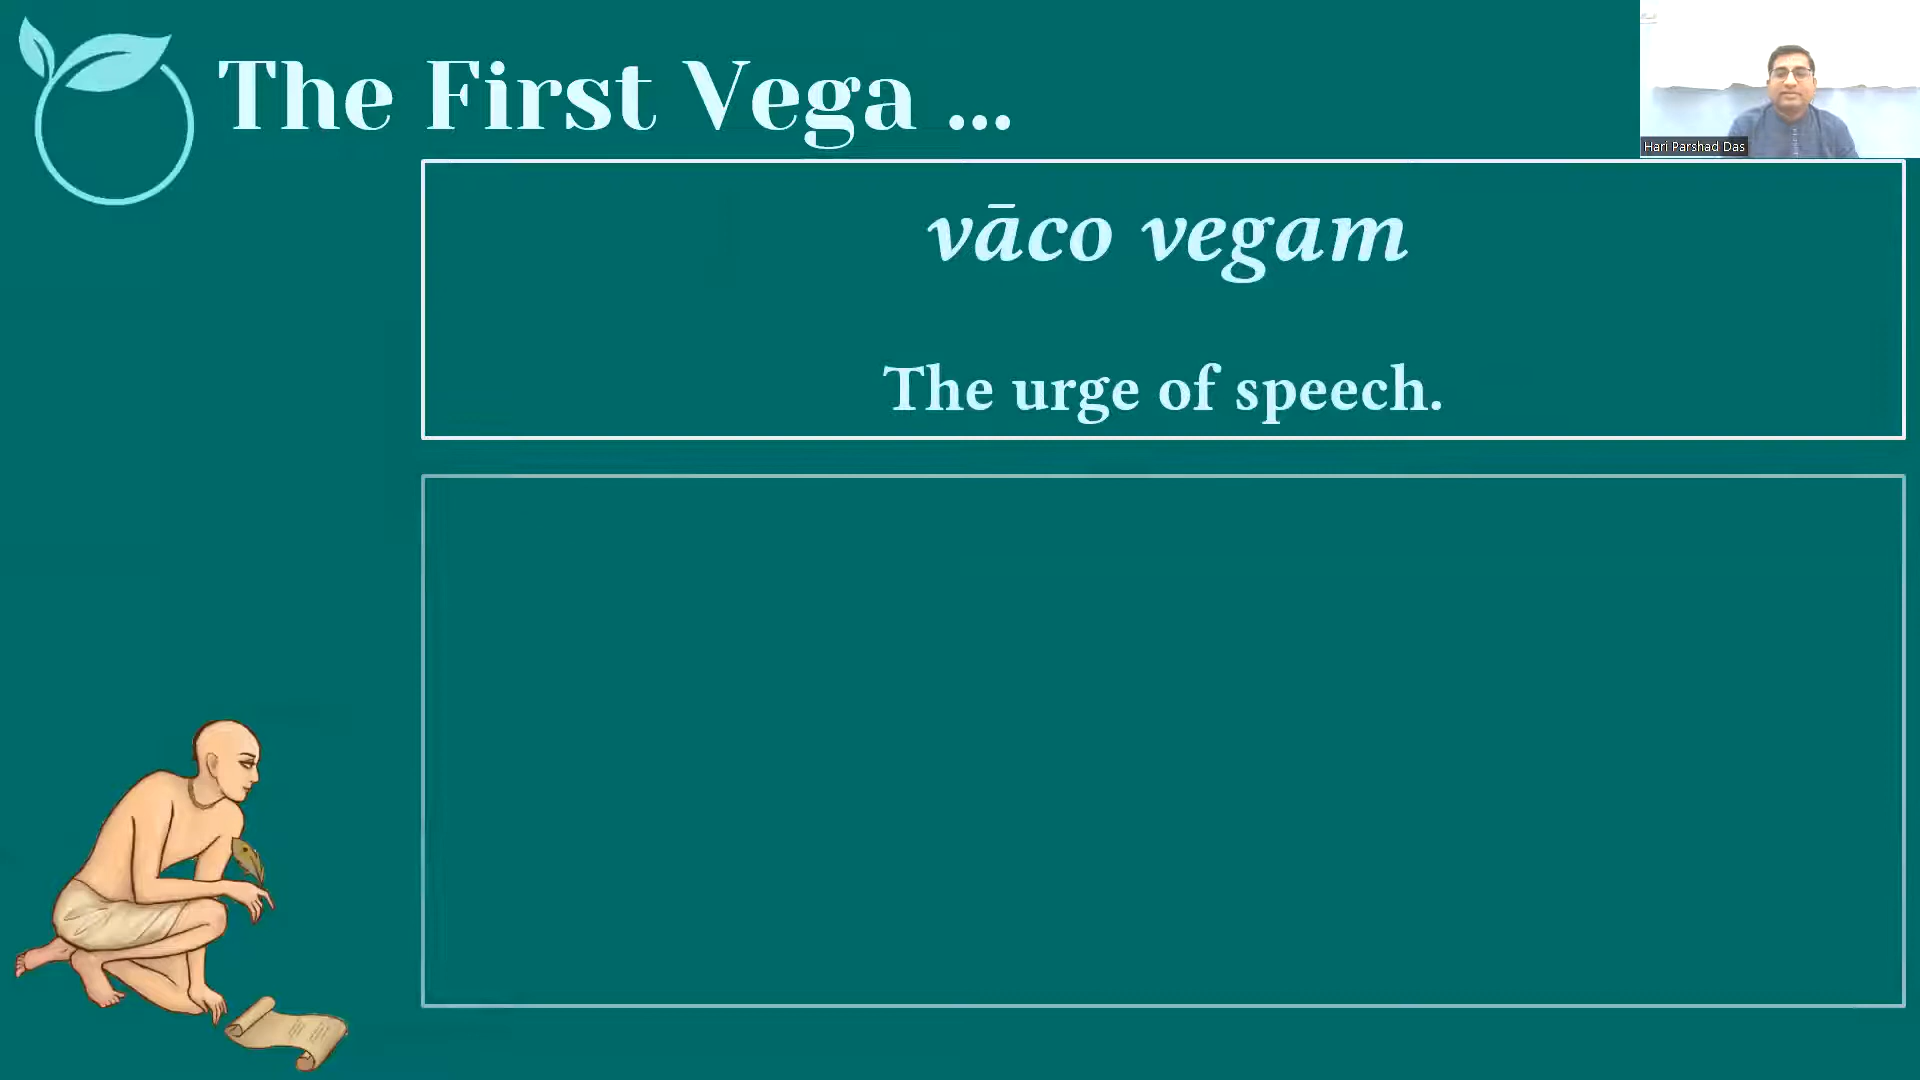 The First Vega ...
Hari Parshad Das
vāco vegam
The urge of speech.